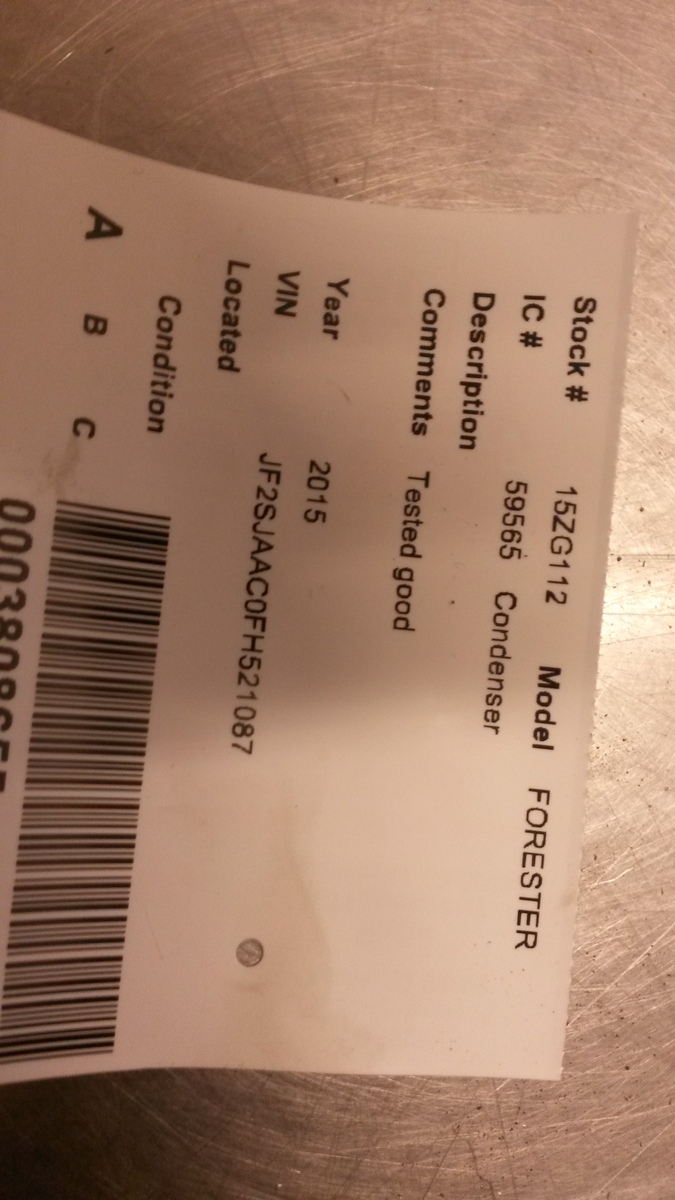 Stock # 15ZG112 Model FORESTER
IC # 59565 Condenser
Description
Comments Tested good
Year 2015
VIN JF2SJAAC0FH521087
Located
Condition
A B C